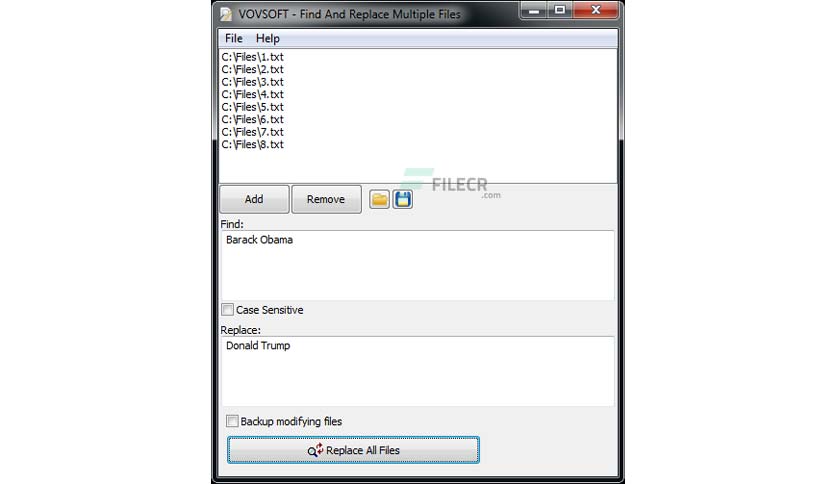 VOVSOFT - Find And Replace Multiple Files
File Help
C:\Files\1.txt
C:\Files\2.txt
C:\Files\3.txt
C:\Files\4.txt
C:\Files\5.txt
C:\Files\6.txt
C:\Files\7.txt
C:\Files\8.txt
FILECR
.com
Add Remove
Find:
Barack Obama
Case Sensitive
Replace:
Donald Trump
Backup modifying files
Replace All Files